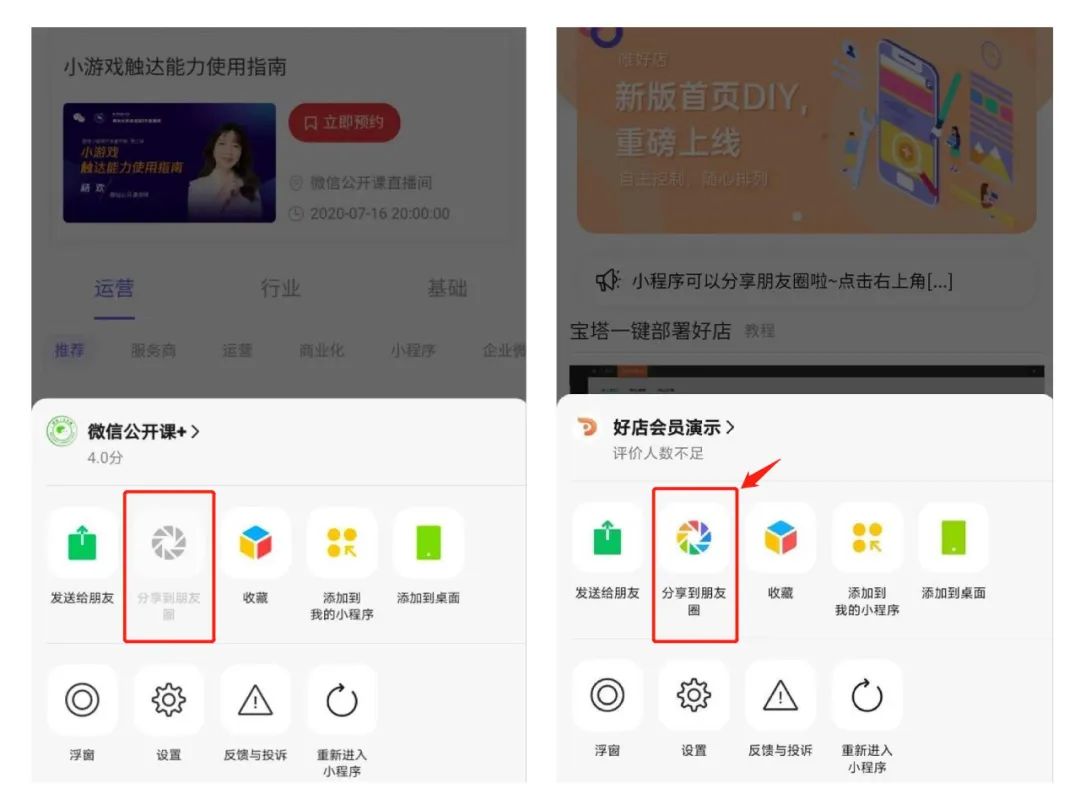 小游戏触达能力使用指南
小游戏
触达能力使用指南
杨 欢
立即预约
微信公开课直播间
2020-07-16 20:00:00
运营
行业
基础
推荐
服务商
运营
商业化
小程序
企业微
微信公开课+
4.0分
发送给朋友
分享到朋友
圈
收藏
添加到
我的小程序
添加到桌面
浮窗
设置
反馈与投诉
重新进入
小程序
唯好店
新版首页DIY,
重磅上线
自主控制，随心排列
小程序可以分享朋友圈啦~点击右上角[...]
宝塔一键部署好店
教程
好店会员演示
评价人数不足
发送给朋友
分享到朋友
圈
收藏
添加到
我的小程序
添加到桌面
浮窗
设置
反馈与投诉
重新进入
小程序